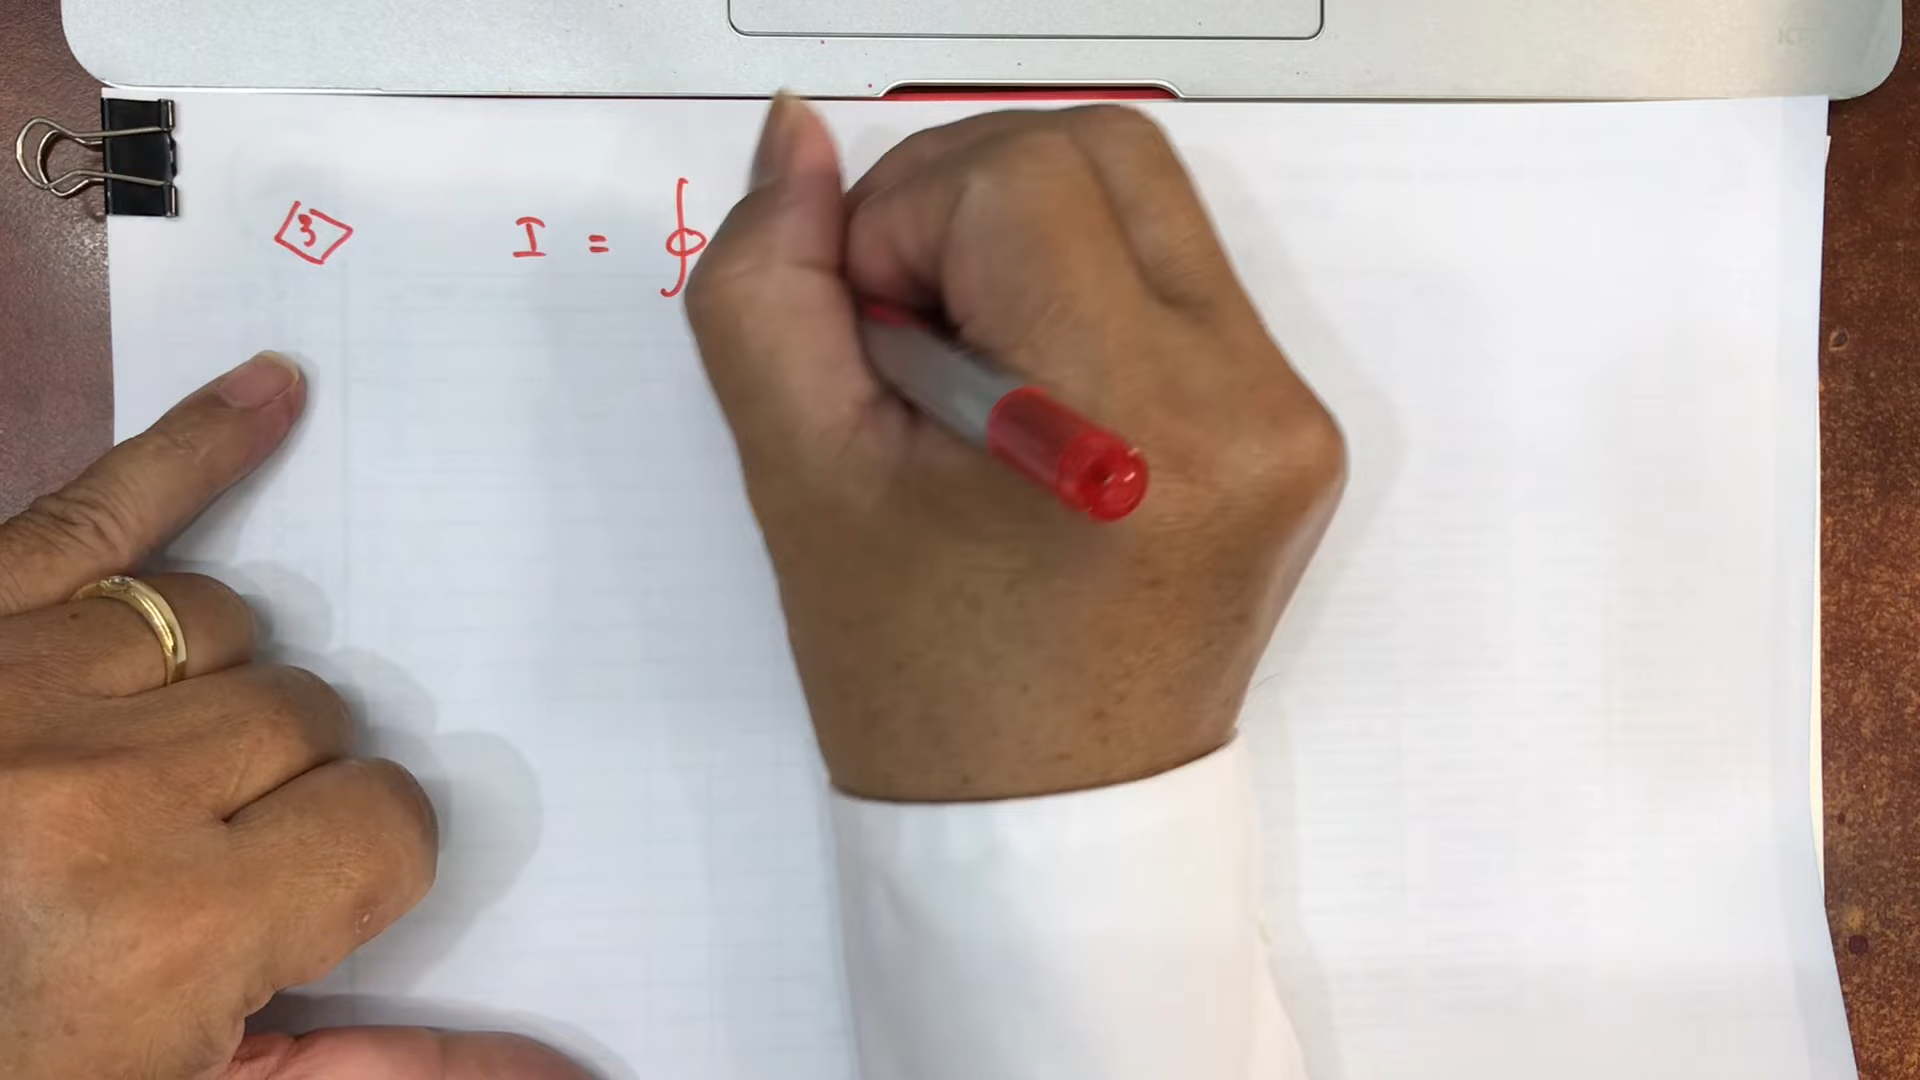 3 I = ∮